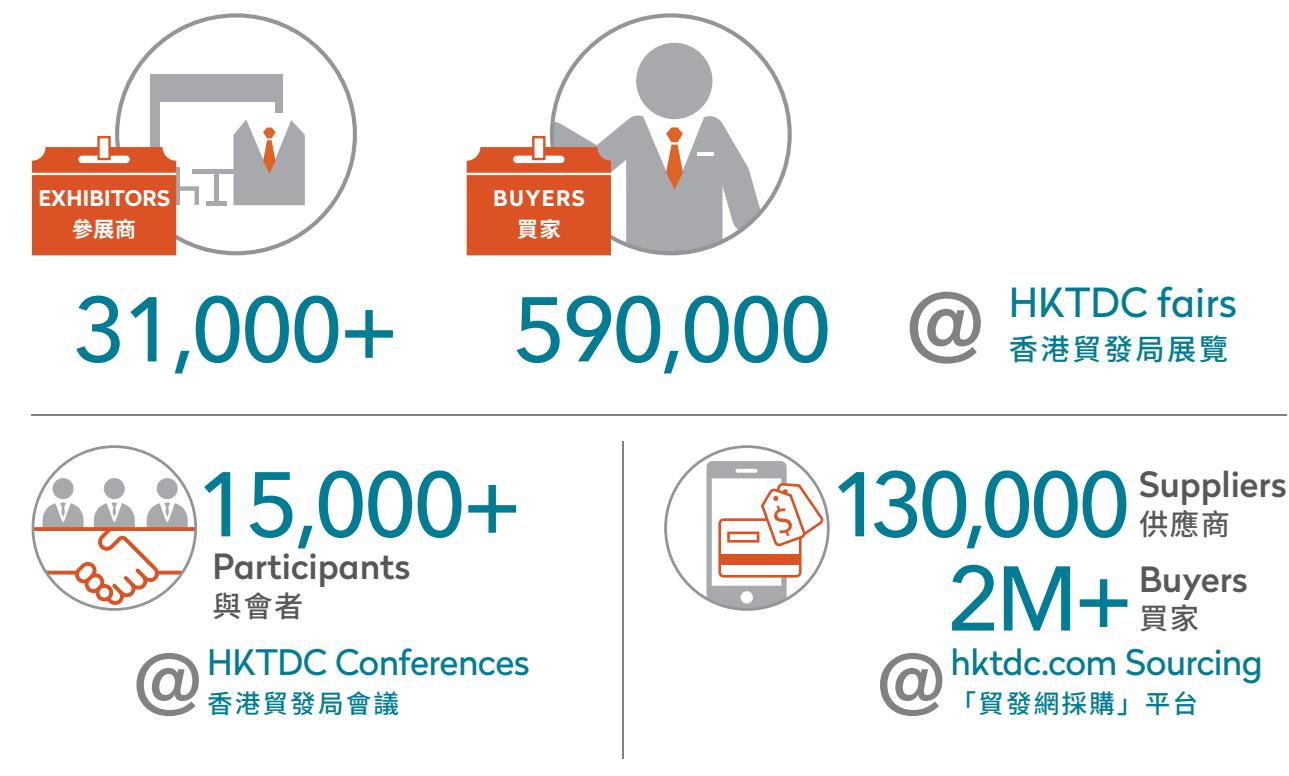 EXHIBITORS
參展商
BUYERS
買家
31,000+
590,000
@
HKTDC fairs
香港貿發局展覽
15,000+
Participants
與會者
@
HKTDC Conferences
香港貿發局會議
$
130,000
Suppliers
供應商
2M+
Buyers
買家
@
hktdc.com Sourcing
「貿發網採購」平台